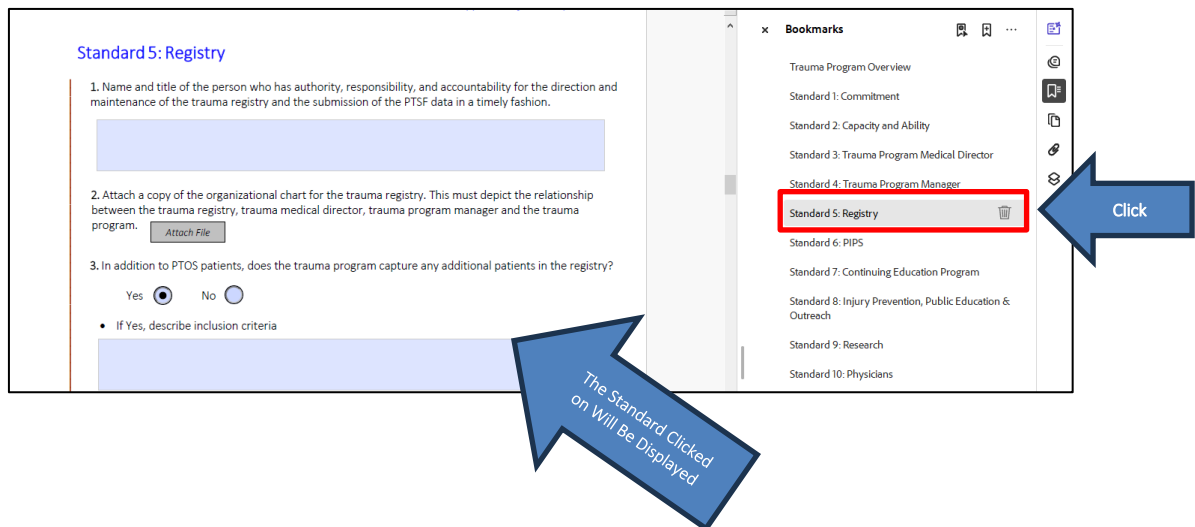 Standard 5: Registry
1. Name and title of the person who has authority, responsibility, and accountability for the direction and
maintenance of the trauma registry and the submission of the PTSF data in a timely fashion.
2. Attach a copy of the organizational chart for the trauma registry. This must depict the relationship
between the trauma registry, trauma medical director, trauma program manager and the trauma
program.
Attach File
3. In addition to PTOS patients, does the trauma program capture any additional patients in the registry?
Yes No
• If Yes, describe inclusion criteria
The Standard Clicked
on Will Be Displayed
Bookmarks
Trauma Program Overview
Standard 1: Commitment
Standard 2: Capacity and Ability
Standard 3: Trauma Program Medical Director
Standard 4: Trauma Program Manager
Standard 5: Registry
Standard 6: PIPS
Standard 7: Continuing Education Program
Standard 8: Injury Prevention, Public Education &
Outreach
Standard 9: Research
Standard 10: Physicians
Click